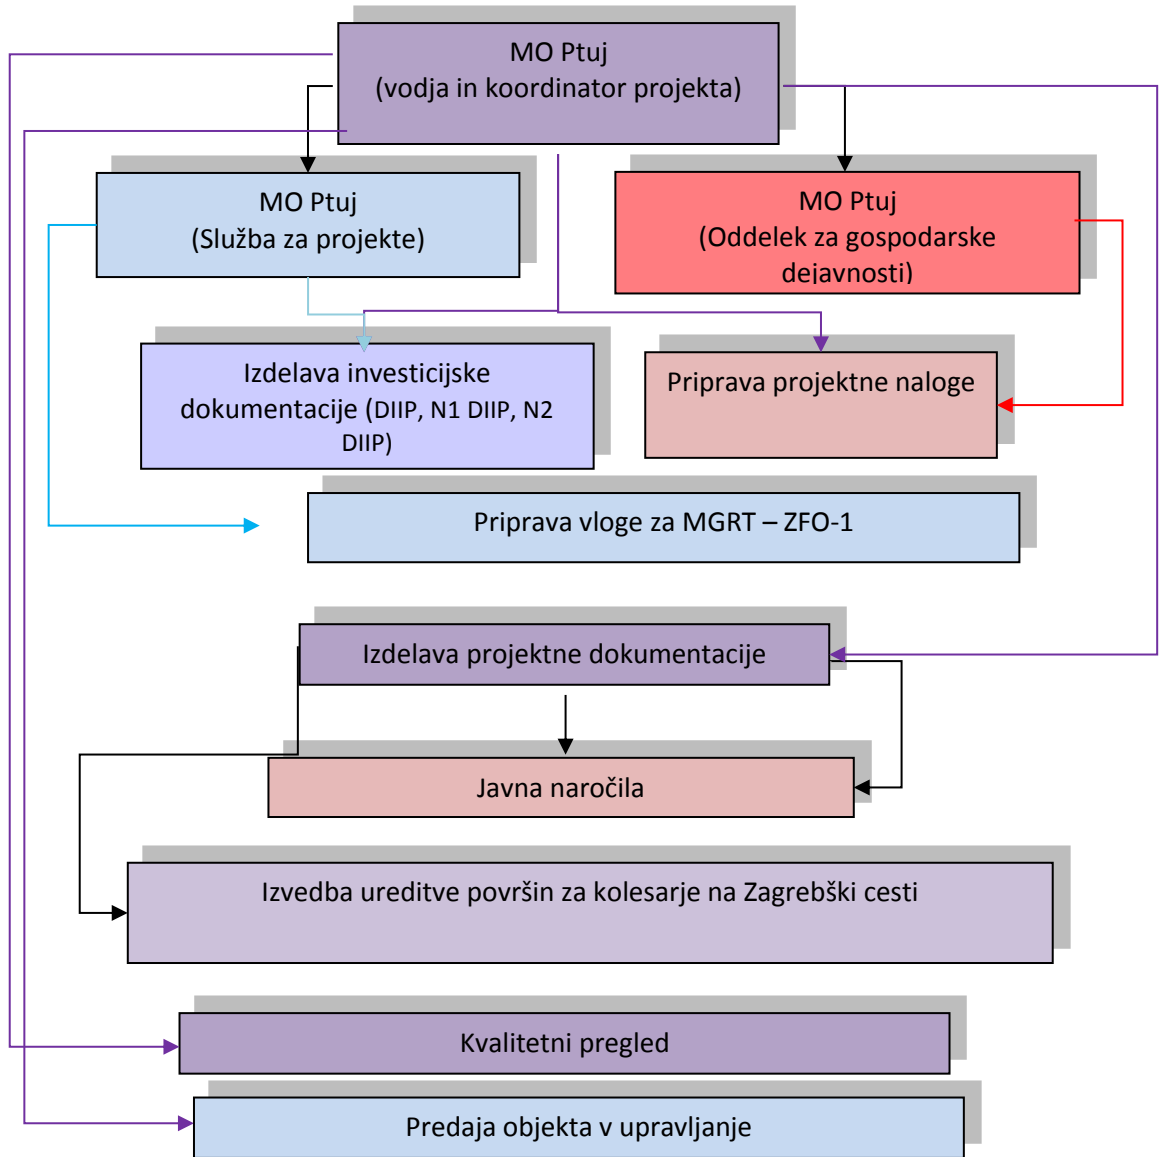 MO Ptuj
(vodja in koordinator projekta)
MO Ptuj
(Služba za projekte)
MO Ptuj
(Oddelek za gospodarske
dejavnosti)
Izdelava investicijske
dokumentacije (DIIP, N1 DIIP, N2
DIIP)
Priprava projektne naloge
Priprava vloge za MGRT – ZFO-1
Izdelava projektne dokumentacije
Javna naročila
Izvedba ureditve površin za kolesarje na Zagrebški cesti
Kvalitetni pregled
Predaja objekta v upravljanje